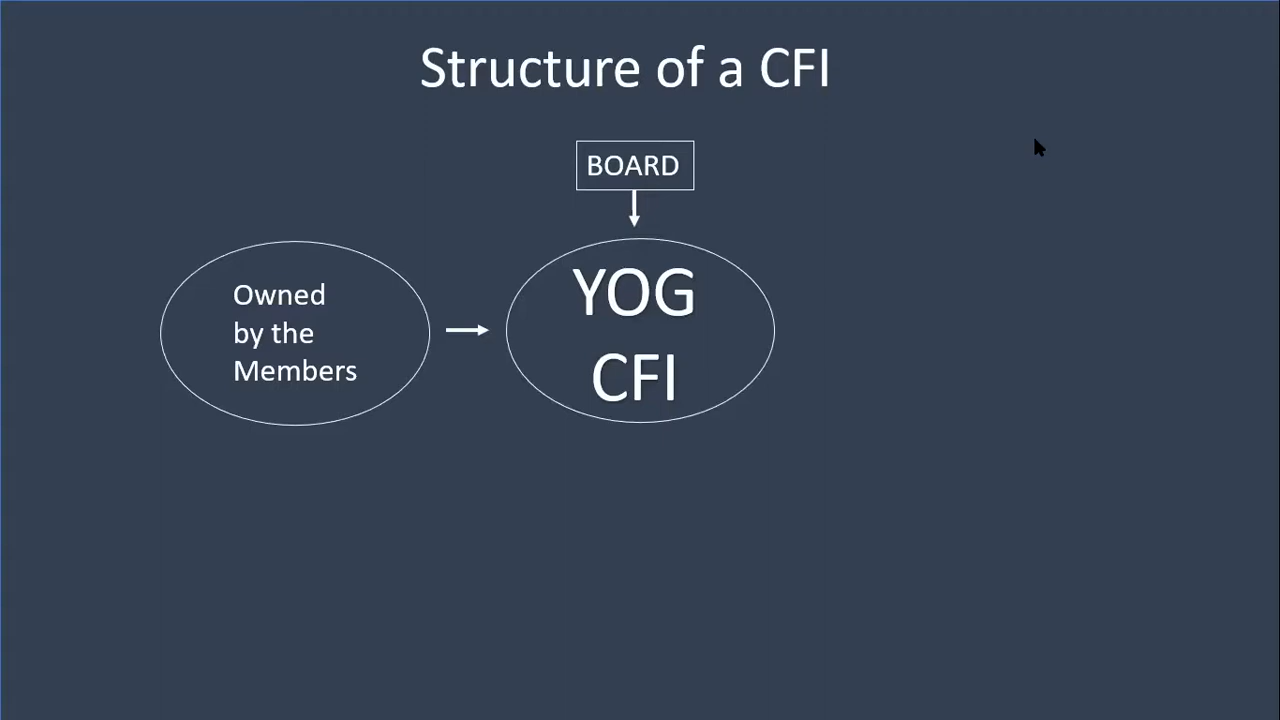 Structure of a CFI
BOARD
Owned
by the
Members
YOG
CFI